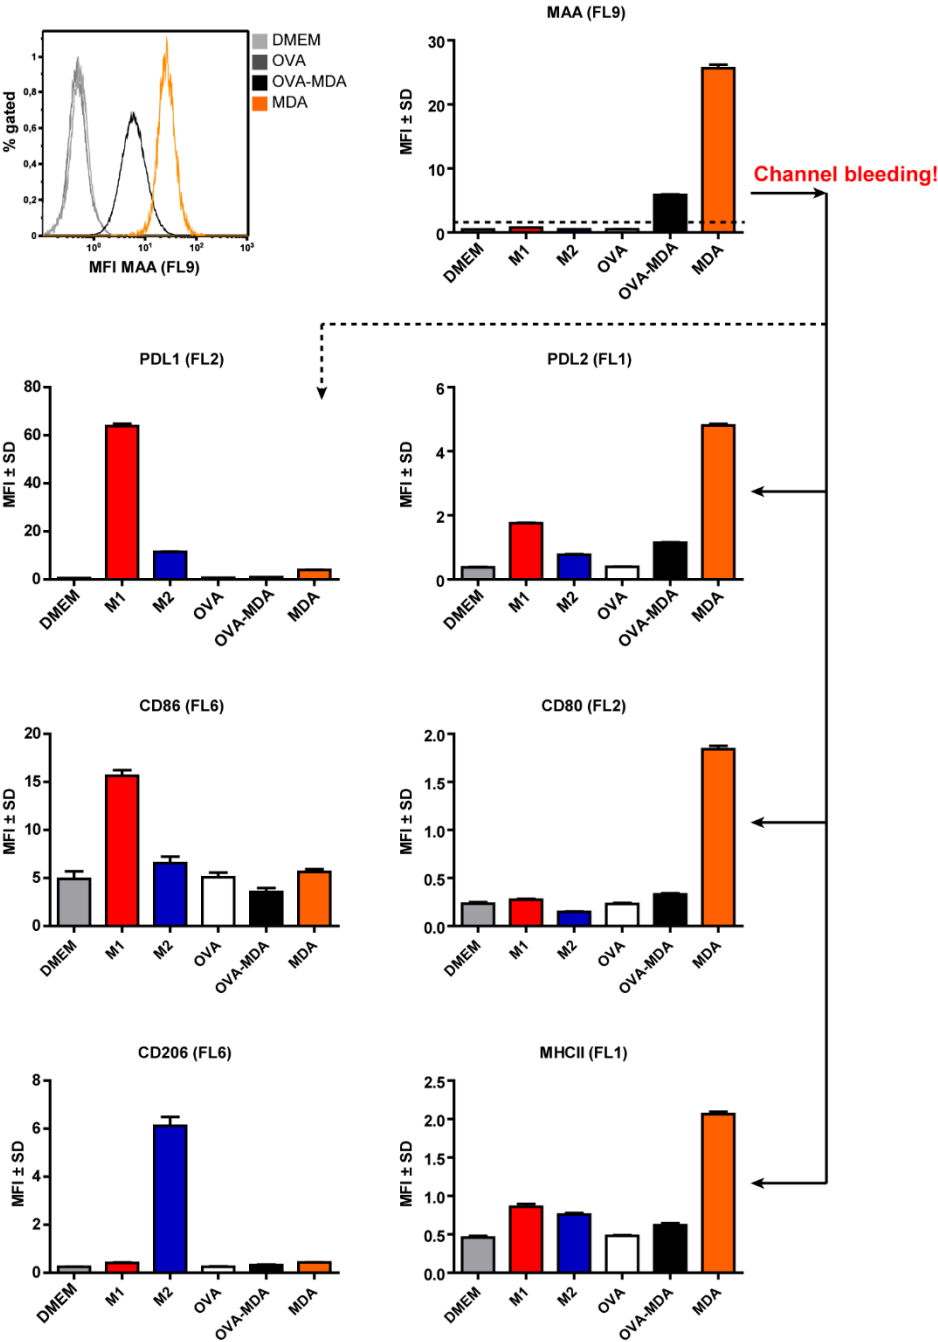 DMEM
OVA
OVA-MDA
MDA
% gated
1
0,8
0,6
0,4
0,2
0
10⁰
10¹
10²
10³
MFI MAA (FL9)
MAA (FL9)
MFI ± SD
30
20
10
0
DMEM
M1
M2
OVA
OVA-MDA
MDA
Channel bleeding!
PDL1 (FL2)
MFI ± SD
80
60
40
20
0
DMEM
M1
M2
OVA
OVA-MDA
MDA
PDL2 (FL1)
MFI ± SD
6
4
2
0
DMEM
M1
M2
OVA
OVA-MDA
MDA
CD86 (FL6)
MFI ± SD
20
15
10
5
0
DMEM
M1
M2
OVA
OVA-MDA
MDA
CD80 (FL2)
MFI ± SD
2.0
1.5
1.0
0.5
0.0
DMEM
M1
M2
OVA
OVA-MDA
MDA
CD206 (FL6)
MFI ± SD
8
6
4
2
0
DMEM
M1
M2
OVA
OVA-MDA
MDA
MHCII (FL1)
MFI ± SD
2.5
2.0
1.5
1.0
0.5
0.0
DMEM
M1
M2
OVA
OVA-MDA
MDA